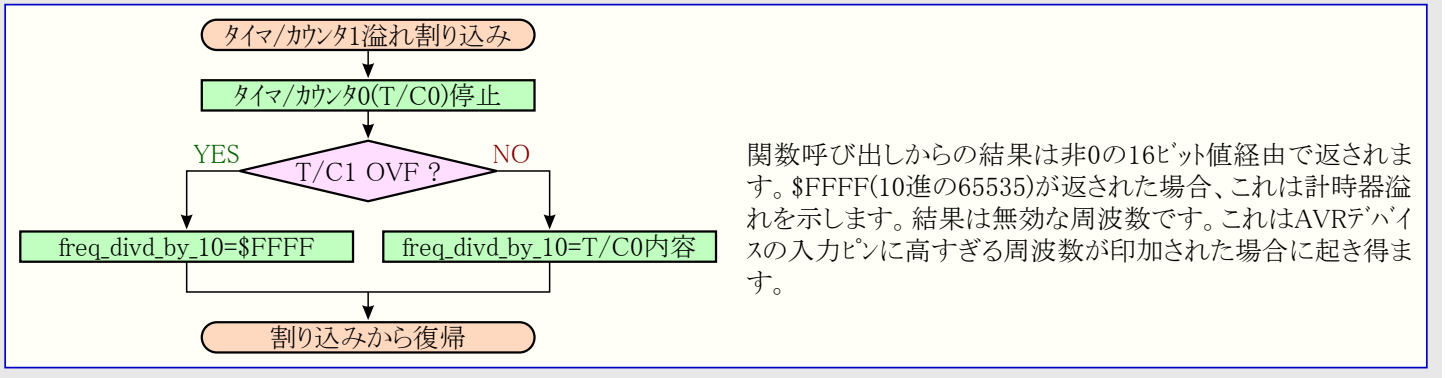 ﾀｲﾏ/ｶｳﾝﾀ1溢れ割り込み
ﾀｲﾏ/ｶｳﾝﾀ0(T/C0)停止
YES
T/C1 OVF ?
NO
freq_divd_by_10=$FFFF
freq_divd_by_10=T/C0内容
割り込みから復帰
関数呼び出しからの結果は非0の16ﾋﾞｯﾄ値経由で返されま
す。$FFFF(10進の65535)が返された場合、これは計時器溢
れを示します。結果は無効な周波数です。これはAVRﾃﾞﾊﾞｲ
ｽの入力ﾋﾟﾝに高すぎる周波数が印加された場合に起き得ま
す。